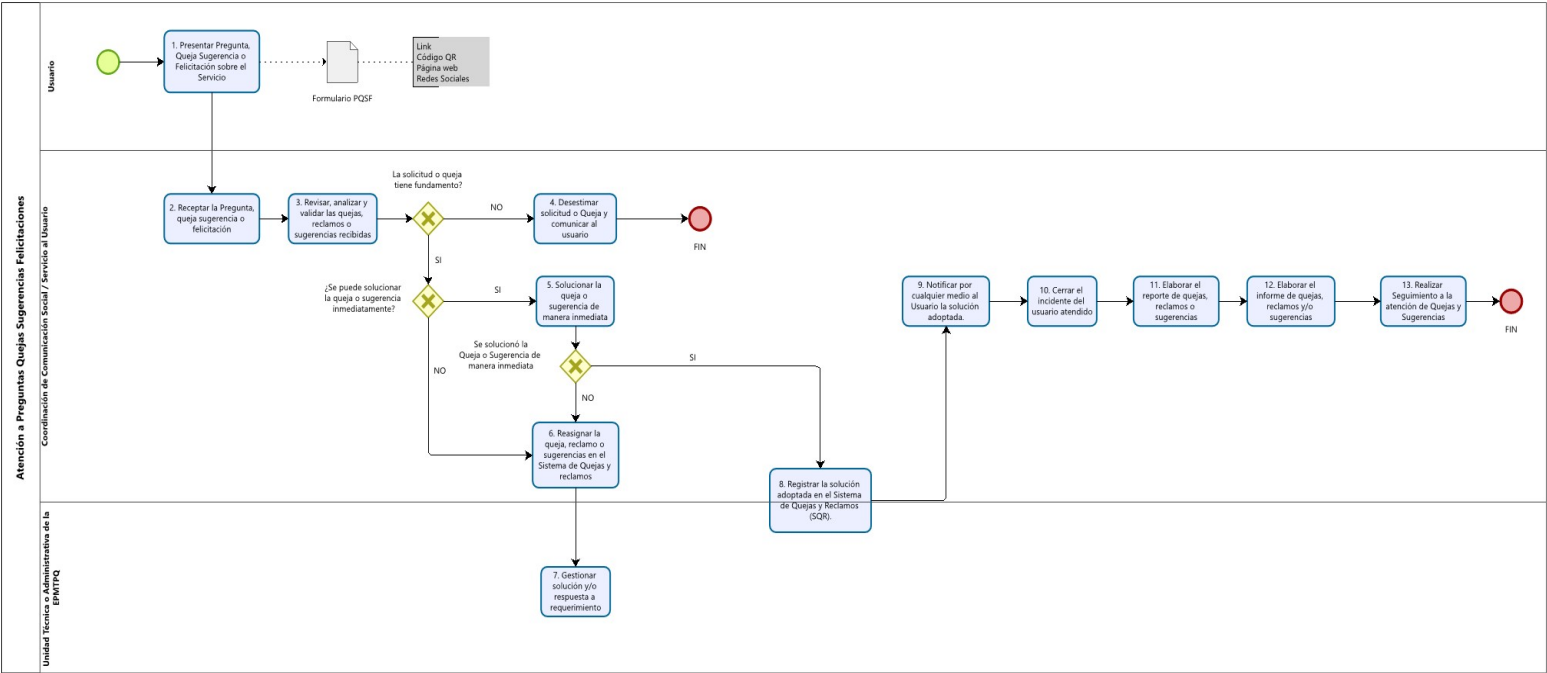 Atención a Preguntas Quejas Sugerencias Felicitaciones
Usuario
1. Presentar Pregunta,
Queja Sugerencia o
Felicitación sobre el
Servicio
Formulario PQSF
Link
Código QR
Página web
Redes Sociales
Coordinación de Comunicación Social / Servicio al Usuario
2. Receptar la Pregunta,
queja sugerencia o
felicitación
3. Revisar, analizar y
validar las quejas,
reclamos o
sugerencias recibidas
La solicitud o queja
tiene fundamento?
NO
4. Desestimar
solicitud o Queja y
comunicar al
usuario
FIN
SI
¿Se puede solucionar
la queja o sugerencia
inmediatamente?
SI
5. Solucionar la
queja o
sugerencia de
manera inmediata
NO
Se solucionó la
Queja o Sugerencia de
manera inmediata
SI
NO
6. Reasignar la
queja, reclamo o
sugerencias en el
Sistema de Quejas y
reclamos
8. Registrar la solución
adoptada en el Sistema
de Quejas y Reclamos
(SQR).
9. Notificar por
cualquier medio al
Usuario la solución
adoptada.
10. Cerrar el
incidente del
usuario atendido
11. Elaborar el
reporte de quejas,
reclamos o
sugerencias
12. Elaborar el
informe de quejas,
reclamos y/o
sugerencias
13. Realizar
Seguimiento a la
atención de Quejas y
Sugerencias
FIN
Unidad Técnica o Administrativa de la
EPMTPQ
7. Gestionar
solución y/o
respuesta a
requerimiento